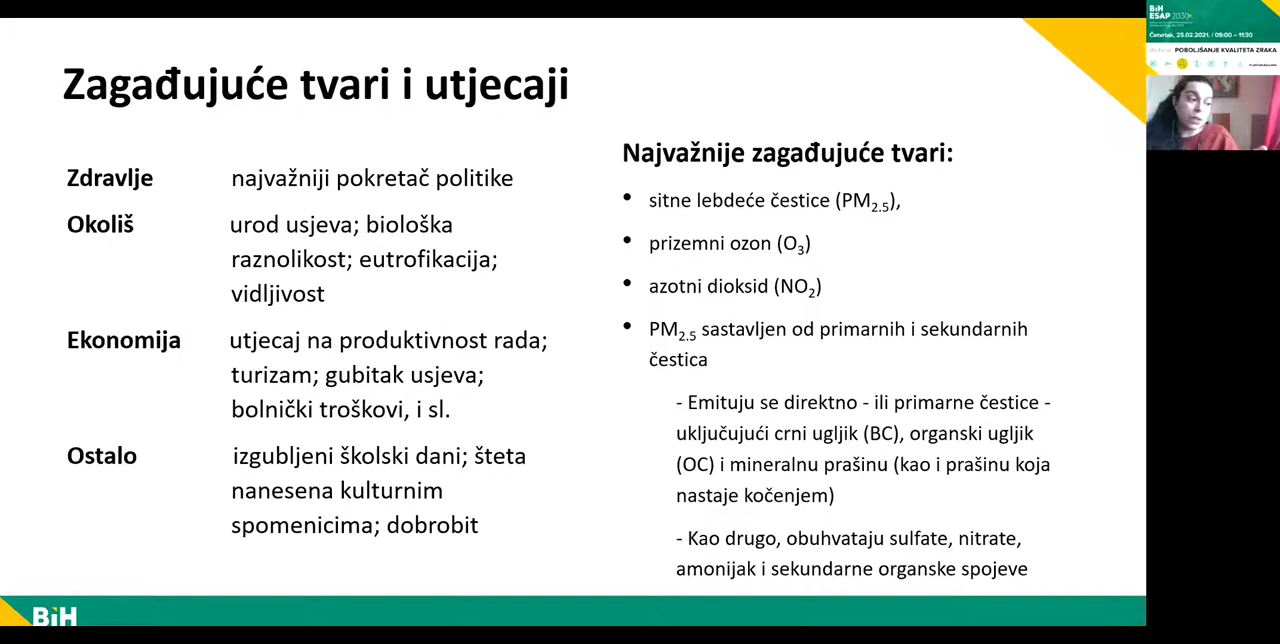 Zagađujuće tvari i utjecaji
Zdravlje najvažniji pokretač politike
Okoliš urod usjeva; biološka
raznolikost; eutrofikacija;
vidljivost
Ekonomija utjecaj na produktivnost rada;
turizam; gubitak usjeva;
bolnički troškovi, i sl.
Ostalo izgubljeni školski dani; šteta
nanesena kulturnim
spomenicima; dobrobit
Najvažnije zagađujuće tvari:
• sitne lebdeće čestice (PM2.5),
• prizemni ozon (O3)
• azotni dioksid (NO2)
• PM2.5 sastavljen od primarnih i sekundarnih
čestica
- Emituju se direktno - ili primarne čestice -
uključujući crni ugljik (BC), organski ugljik
(OC) i mineralnu prašinu (kao i prašinu koja
nastaje kočenjem)
- Kao drugo, obuhvataju sulfate, nitrate,
amonijak i sekundarne organske spojeve
BiH
BiH
ESAP 2030+
Četvrtak, 25.02.2021. / 09:00 – 11:30
Webinar POBOLJŠANJE KVALITETA ZRAKA